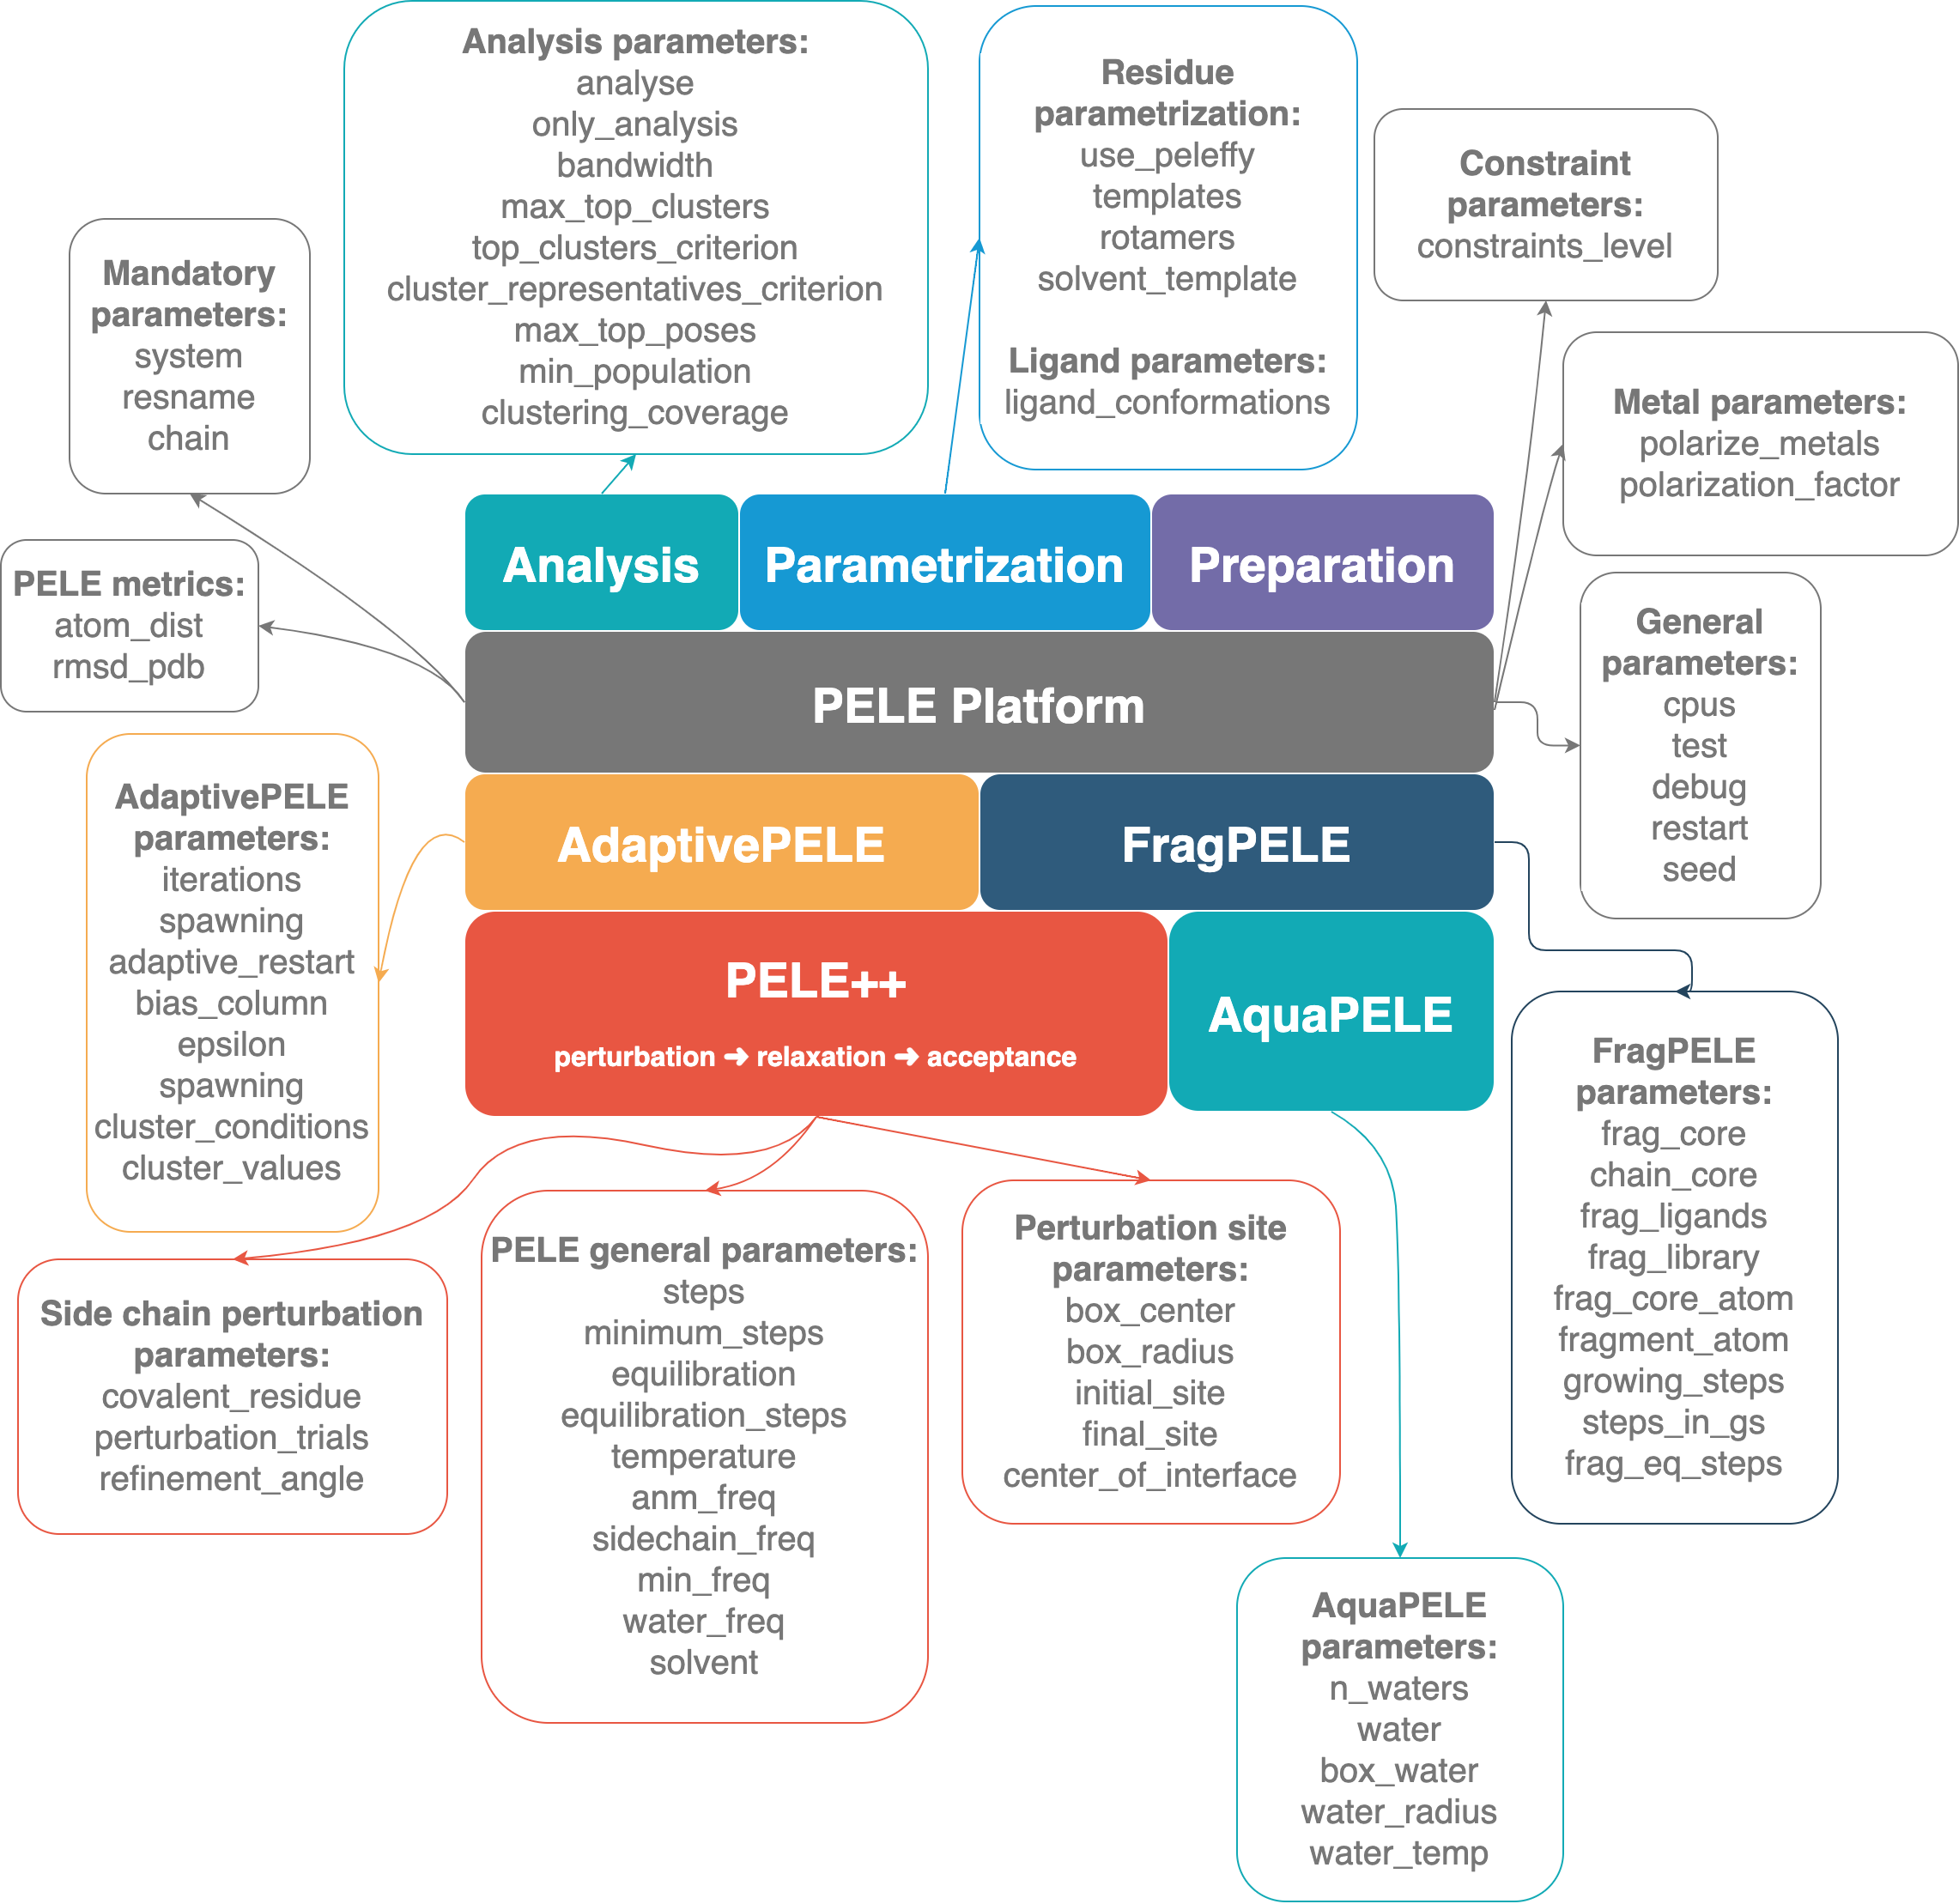 Analysis parameters:
analyse
only_analysis
bandwidth
max_top_clusters
top_clusters_criterion
cluster_representatives_criterion
max_top_poses
min_population
clustering_coverage
Residue
parametrization:
use_peleffy
templates
rotamers
solvent_template
Ligand parameters:
ligand_conformations
Constraint
parameters:
constraints_level
Mandatory
parameters:
system
resname
chain
Metal parameters:
polarize_metals
polarization_factor
PELE metrics:
atom_dist
rmsd_pdb
Analysis
Parametrization
Preparation
PELE Platform
General
parameters:
cpus
test
debug
restart
seed
AdaptivePELE
parameters:
iterations
spawning
adaptive_restart
bias_column
epsilon
spawning
cluster_conditions
cluster_values
AdaptivePELE
FragPELE
PELE++
perturbation ➜ relaxation ➜ acceptance
AquaPELE
FragPELE
parameters:
frag_core
chain_core
frag_ligands
frag_library
frag_core_atom
fragment_atom
growing_steps
steps_in_gs
frag_eq_steps
Side chain perturbation
parameters:
covalent_residue
perturbation_trials
refinement_angle
PELE general parameters:
steps
minimum_steps
equilibration
equilibration_steps
temperature
anm_freq
sidechain_freq
min_freq
water_freq
solvent
Perturbation site
parameters:
box_center
box_radius
initial_site
final_site
center_of_interface
AquaPELE
parameters:
n_waters
water
box_water
water_radius
water_temp